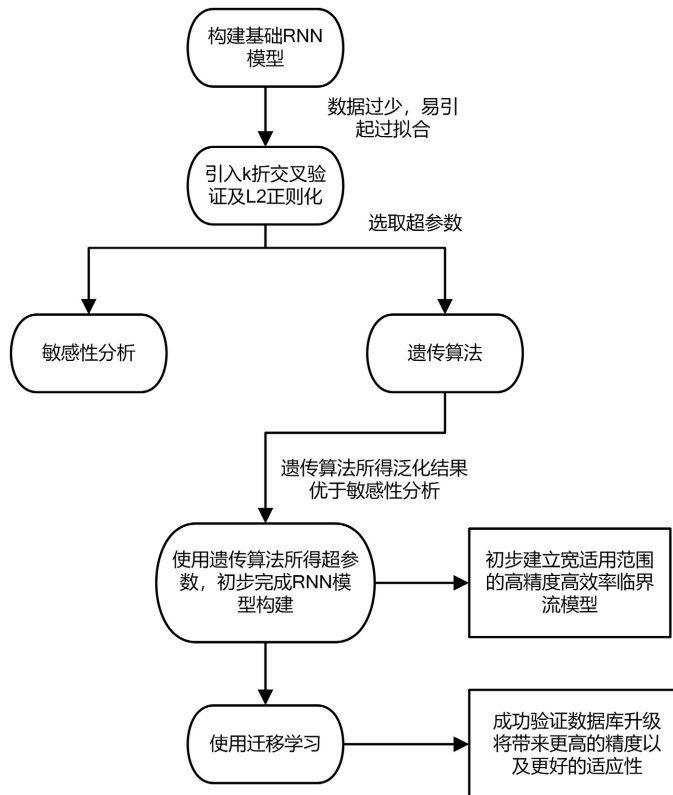 构建基础RNN
模型
数据过少，易引
起过拟合
引入k折交叉验
证及L2正则化
选取超参数
敏感性分析
遗传算法
遗传算法所得泛化结果
优于敏感性分析
使用遗传算法所得超参
数，初步完成RNN模
型构建
初步建立宽适用范围
的高精度高效率临界
流模型
使用迁移学习
成功验证数据库升级
将带来更高的精度以
及更好的适应性